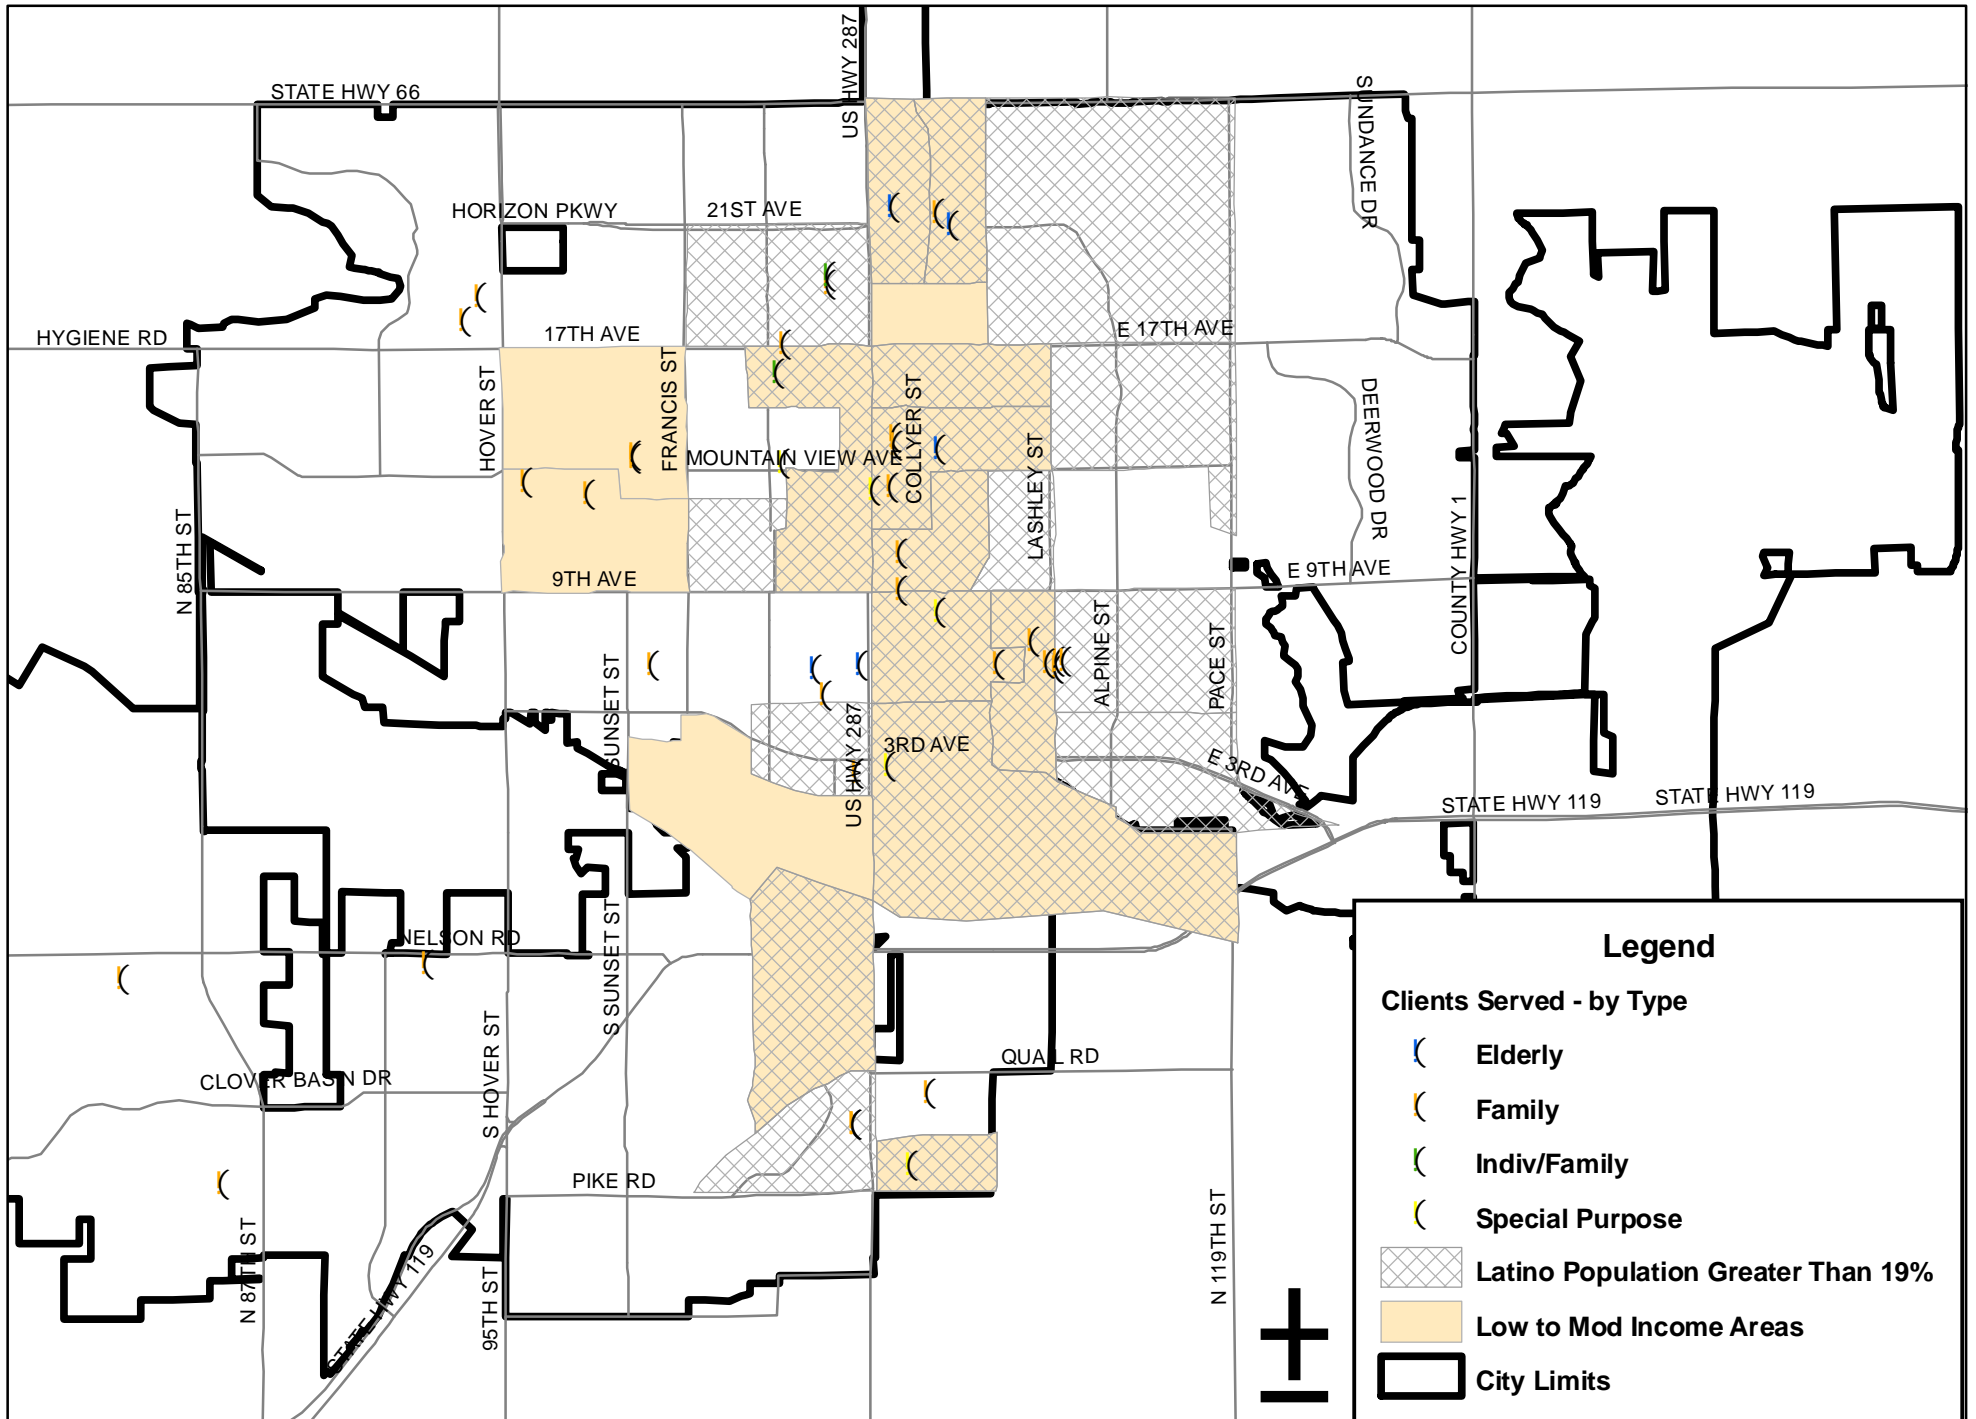 US HWY 287
STATE HWY 66
SUNDANCE DR
HORIZON PKWY
21ST AVE
HYGIENE RD
17TH AVE
E 17TH AVE
HOVER ST
FRANCIS ST
COLLYER ST
DEERWOOD DR
MOUNTAIN VIEW AVE
LASHLEY ST
COUNTY HWY 1
N 85TH ST
9TH AVE
E 9TH AVE
ALPINE ST
PACE ST
SUNSET ST
US HWY 287
3RD AVE
E 3RD AVE
STATE HWY 119
STATE HWY 119
NELSON RD
S SUNSET ST
S HOVER ST
QUAIL RD
CLOVER BASIN DR
PIKE RD
N 87TH ST
STATE HWY 119
95TH ST
N 119TH ST
Legend
Clients Served - by Type
Elderly
Family
Indiv/Family
Special Purpose
Latino Population Greater Than 19%
Low to Mod Income Areas
City Limits